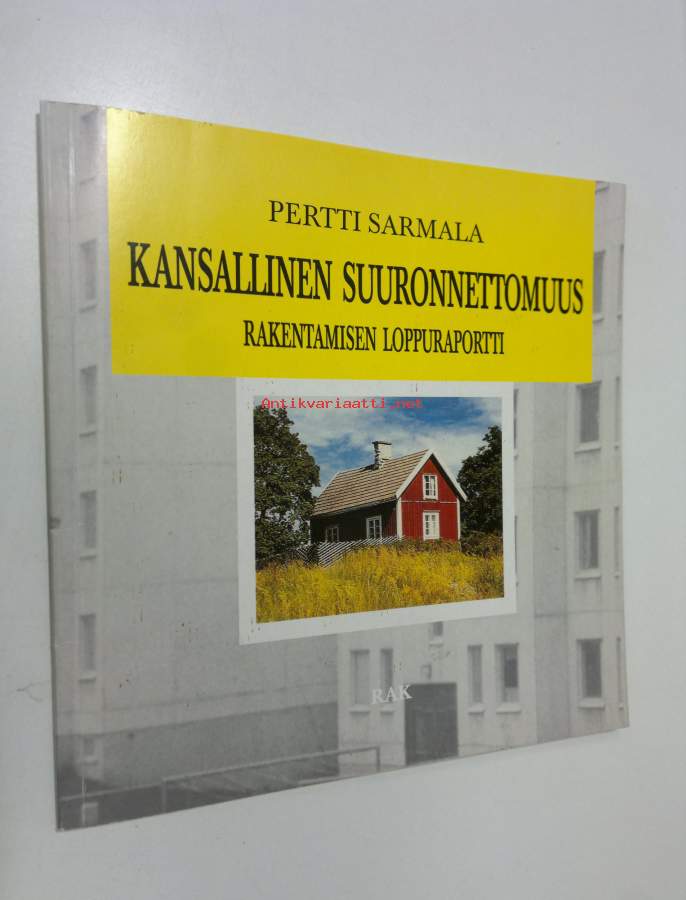 PERTTI SARMALA
KANSALLINEN SUURONNETTOMUUS
RAKENTAMISEN LOPPURAPORTTI
Antikvariaatti.net
RAK